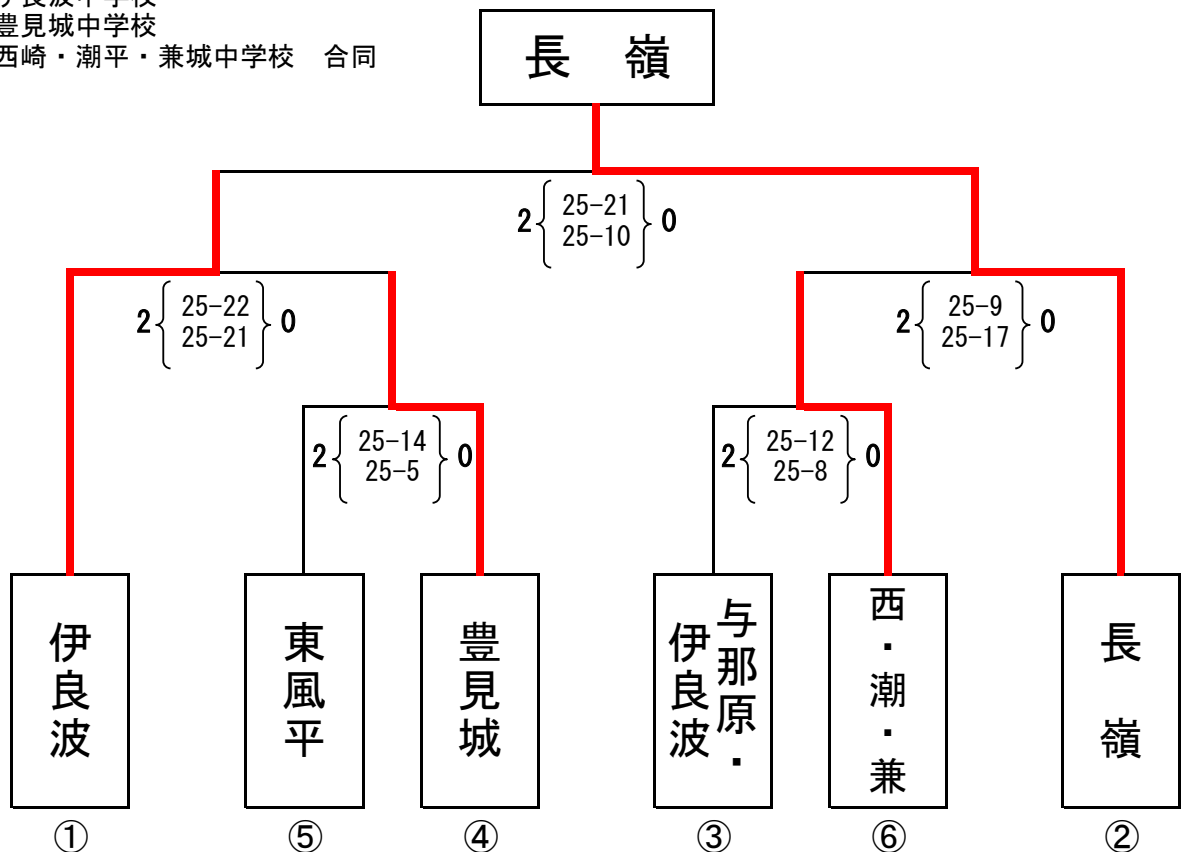 豊見城中学校
西崎・潮平・兼城中学校　合同
長　嶺
2 25-21 0
25-10
2 25-22 0
25-21
2 25-9 0
25-17
2 25-14 0
25-5
2 25-12 0
25-8
伊良波
東風平
豊見城
与那原・
伊良波
西・潮・兼
長　嶺
①
⑤
④
③
⑥
②